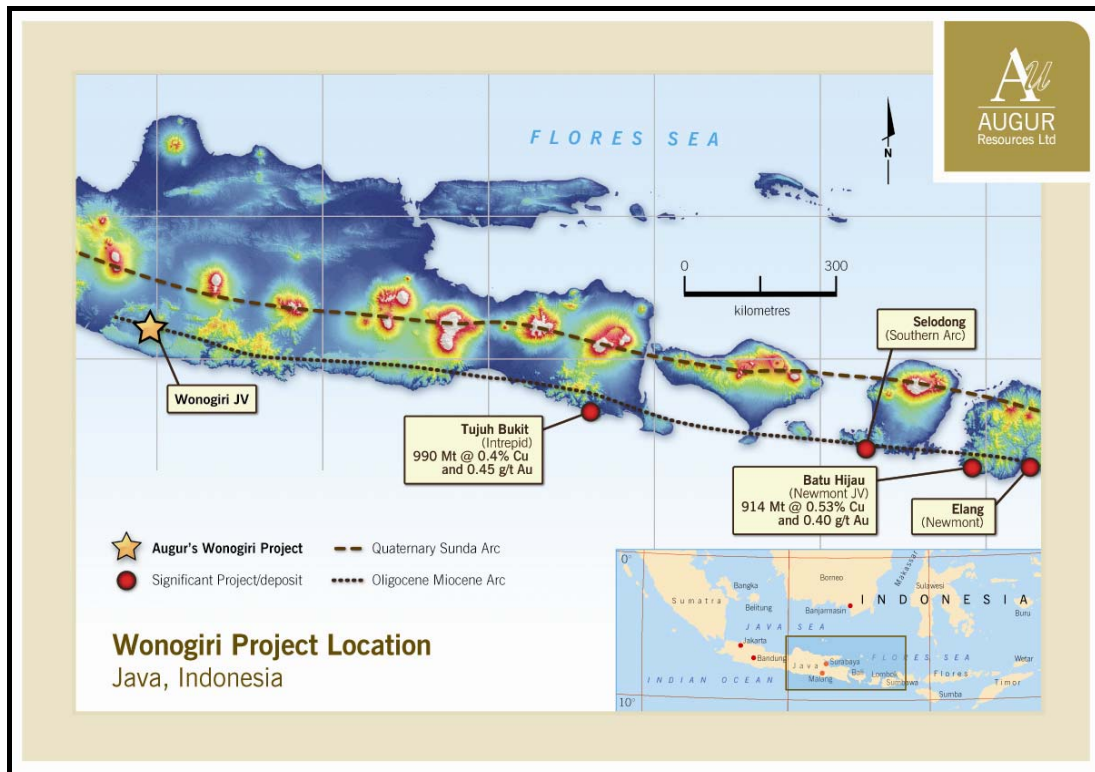 Au
AUGUR
Resources Ltd
FLORES SEA
N
0 300
kilometres
Selodong
(Southern Arc)
Wonogiri JV
Tujuh Bukit
(Intrepid)
990 Mt @ 0.4% Cu
and 0.45 g/t Au
Batu Hijau
(Newmont JV)
914 Mt @ 0.53% Cu
and 0.40 g/t Au
Elang
(Newmont)
Augur's Wonogiri Project
Quaternary Sunda Arc
Significant Project/deposit
Oligocene Miocene Arc
Wonogiri Project Location
Java, Indonesia
0°
Sumatra
Bangka
Belitung
Borneo
Banjarmasin
Makassar
Sulawesi
INDONESIA
Buru
JAVA SEA
Jakarta
Bandung
Java
Surabaya
Malang
Bali
Lombok
Sumbawa
FLORES SEA
Flores
Wetar
Timor
Sumba
INDIAN OCEAN
10°